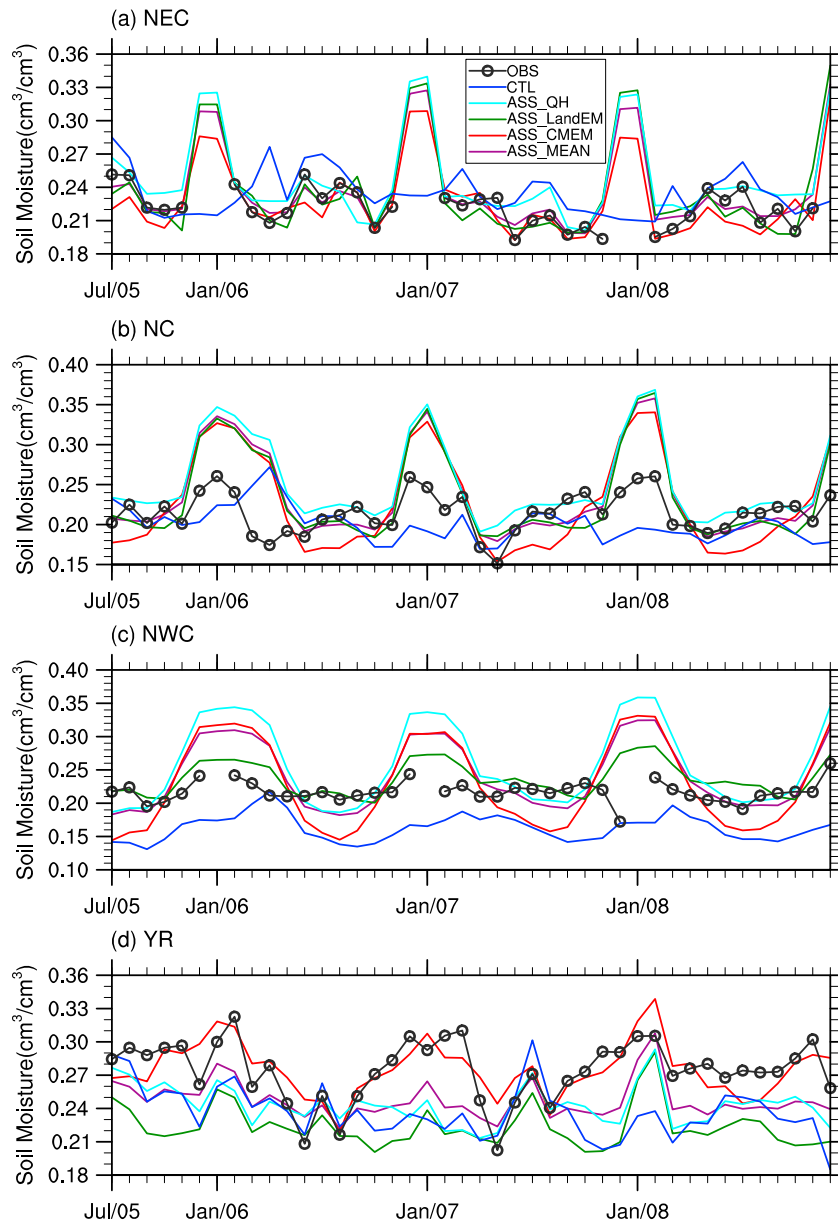 (a) NEC
Soil Moisture(cm³/cm³)
0.36
0.33
0.30
0.27
0.24
0.21
0.18
OBS
CTL
ASS_QH
ASS_LandEM
ASS_CMEM
ASS_MEAN
Jul/05 Jan/06 Jan/07 Jan/08
(b) NC
Soil Moisture(cm³/cm³)
0.40
0.35
0.30
0.25
0.20
0.15
Jul/05 Jan/06 Jan/07 Jan/08
(c) NWC
Soil Moisture(cm³/cm³)
0.40
0.35
0.30
0.25
0.20
0.15
0.10
Jul/05 Jan/06 Jan/07 Jan/08
(d) YR
Soil Moisture(cm³/cm³)
0.36
0.33
0.30
0.27
0.24
0.21
0.18
Jul/05 Jan/06 Jan/07 Jan/08